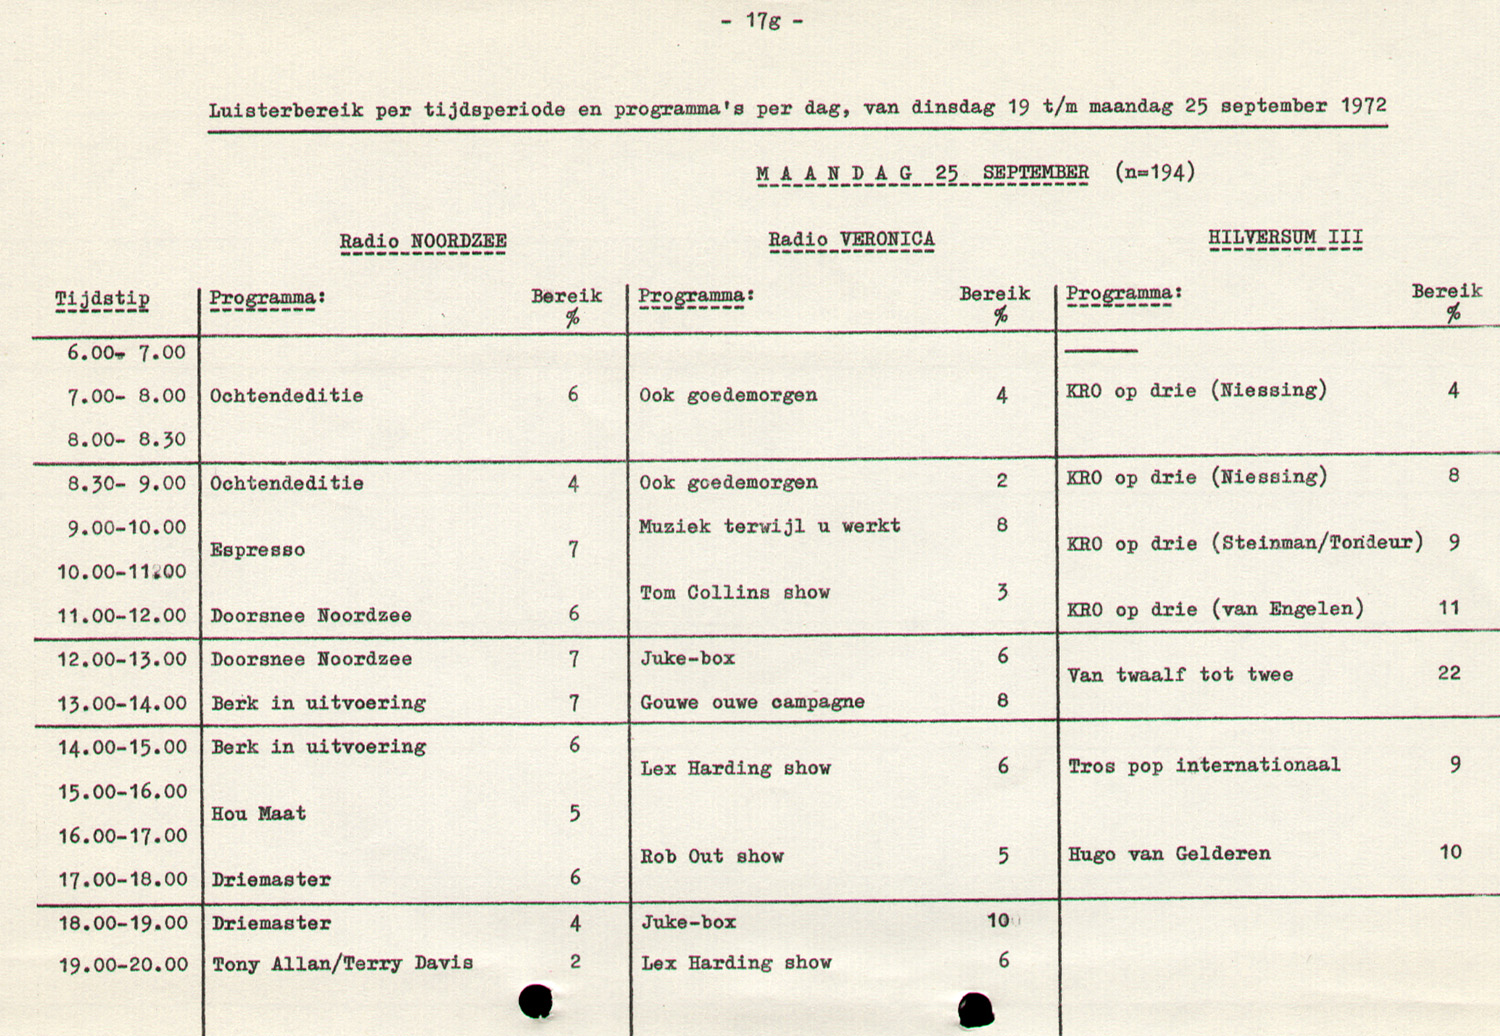 - 17g -
Luisterbereik per tijdsperiode en programma's per dag, van dinsdag 19 t/m maandag 25 september 1972
M A A N D A G 25 SEPTEMBER (n=194)
Radio NOORDZEE Radio VERONICA HILVERSUM III
Tijdstip Programma: Bereik % Programma: Bereik % Programma: Bereik %
6.00- 7.00
7.00- 8.00 Ochtendeditie 6 Ook goedemorgen 4 KRO op drie (Niessing) 4
8.00- 8.30
8.30- 9.00 Ochtendeditie 4 Ook goedemorgen 2 KRO op drie (Niessing) 8
9.00-10.00 Muziek terwijl u werkt 8
Espresso 7 KRO op drie (Steinman/Tondeur) 9
10.00-11.00
Tom Collins show 3
11.00-12.00 Doorsnee Noordzee 6 KRO op drie (van Engelen) 11
12.00-13.00 Doorsnee Noordzee 7 Juke-box 6
Van twaalf tot twee 22
13.00-14.00 Berk in uitvoering 7 Gouwe ouwe campagne 8
14.00-15.00 Berk in uitvoering 6
Lex Harding show 6 Tros pop internationaal 9
15.00-16.00
Hou Maat 5
16.00-17.00
Rob Out show 5 Hugo van Gelderen 10
17.00-18.00 Driemaster 6
18.00-19.00 Driemaster 4 Juke-box 10
19.00-20.00 Tony Allan/Terry Davis 2 Lex Harding show 6